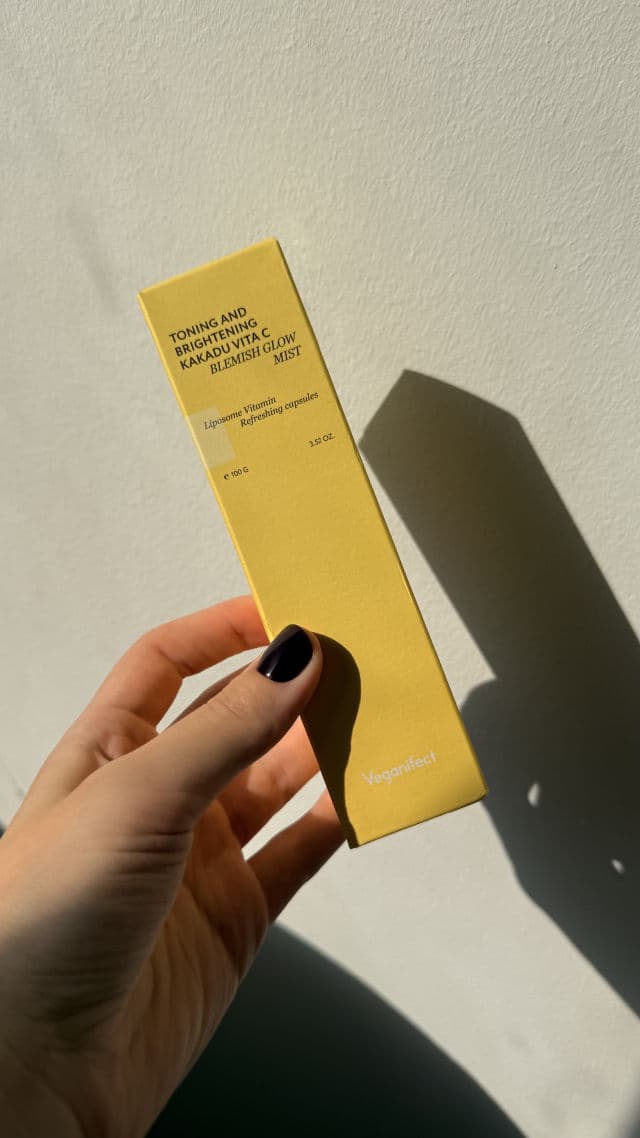 TONING AND
BRIGHTENING
KAKADU VITA C
BLEMISH GLOW
MIST
Liposome Vitamin
Refreshing capsules
3.52 OZ.
℮ 100 G
Veganifect